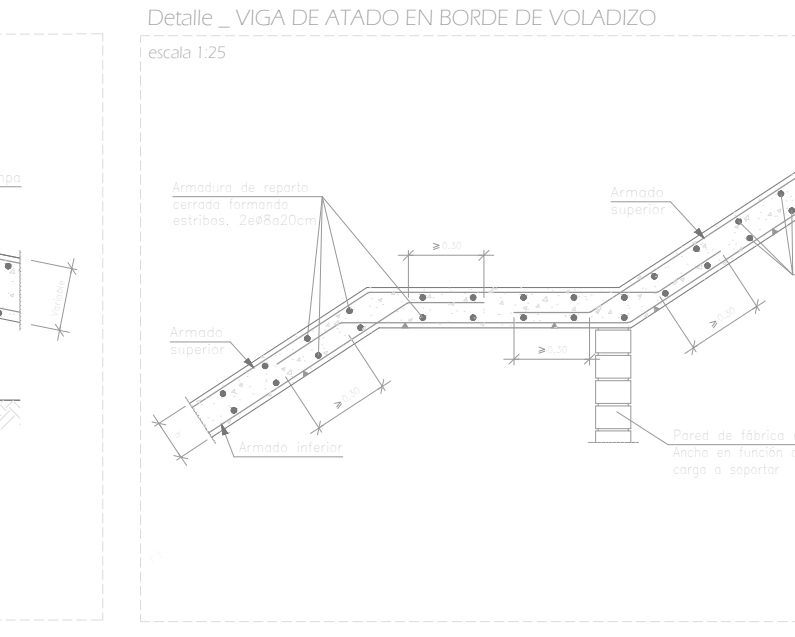 Detalle _ VIGA DE ATADO EN BORDE DE VOLADIZO
escala 1:25
Armadura de reparto
cerrada formando
estribos. 2eø8a20cm
Armado
superior
⩾0.30
Variable
Armado
superior
⩾0.30
⩾0.30
⩾0.30
Armado inferior
Pared de fábrica
Ancho en función
carga a soportar